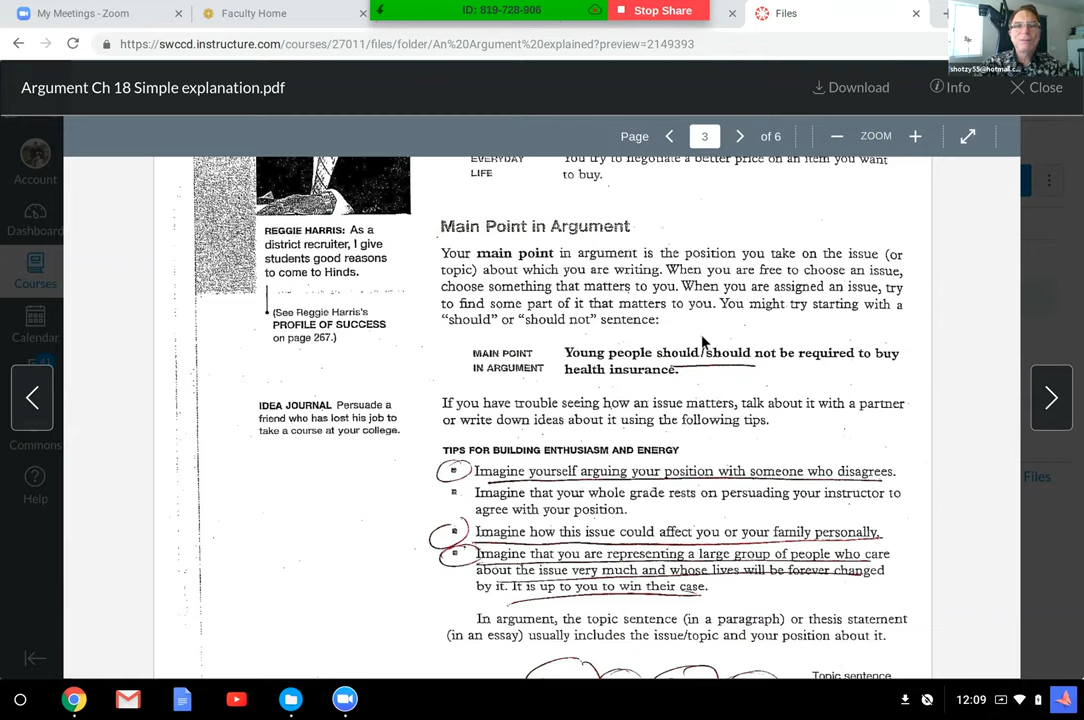 My Meetings - Zoom
Faculty Home
ID: 819-728-906
Stop Share
Files
https://swccd.instructure.com/courses/27011/files/folder/An%20Argument%20explained?preview=2149393
Argument Ch 18 Simple explanation.pdf
Download
Info
Close
Page
3
of 6
ZOOM
Account
Dashboard
Courses
Calendar
41
Commons
Help
Files
EVERYDAY
LIFE
You try to negotiate a better price on an item you want
to buy.
REGGIE HARRIS: As a
district recruiter, I give
students good reasons
to come to Hinds.
(See Reggie Harris's
PROFILE OF SUCCESS
on page 267.)
Main Point in Argument
Your main point in argument is the position you take on the issue (or
topic) about which you are writing. When you are free to choose an issue,
choose something that matters to you. When you are assigned an issue, try
to find some part of it that matters to you. You might try starting with a
“should” or “should not” sentence:
MAIN POINT
IN ARGUMENT
Young people should/should not be required to buy
health insurance.
IDEA JOURNAL Persuade a
friend who has lost his job to
take a course at your college.
If you have trouble seeing how an issue matters, talk about it with a partner
or write down ideas about it using the following tips.
TIPS FOR BUILDING ENTHUSIASM AND ENERGY
Imagine yourself arguing your position with someone who disagrees.
Imagine that your whole grade rests on persuading your instructor to
agree with your position.
Imagine how this issue could affect you or your family personally.
Imagine that you are representing a large group of people who care
about the issue very much and whose lives will be forever changed
by it. It is up to you to win their case.
In argument, the topic sentence (in a paragraph) or thesis statement
(in an essay) usually includes the issue/topic and your position about it.
Topic sentence
12:09